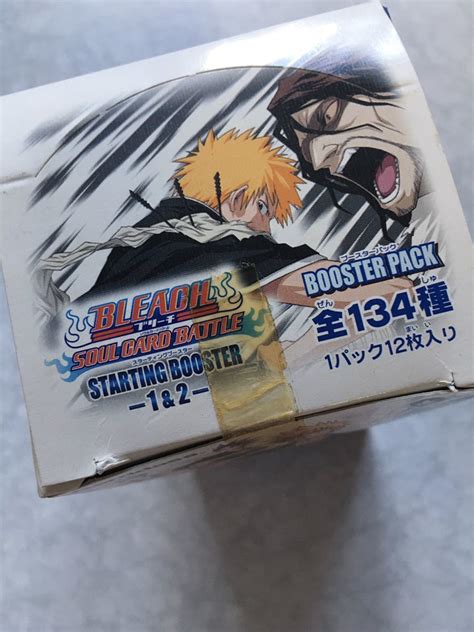 BLEACH
ブリーチ
SOUL CARD BATTLE
スターティングブースター
STARTING BOOSTER
－1＆2－
ブースターパック
BOOSTER PACK
ぜん しゅ
全134種
まい い
1パック12枚入り